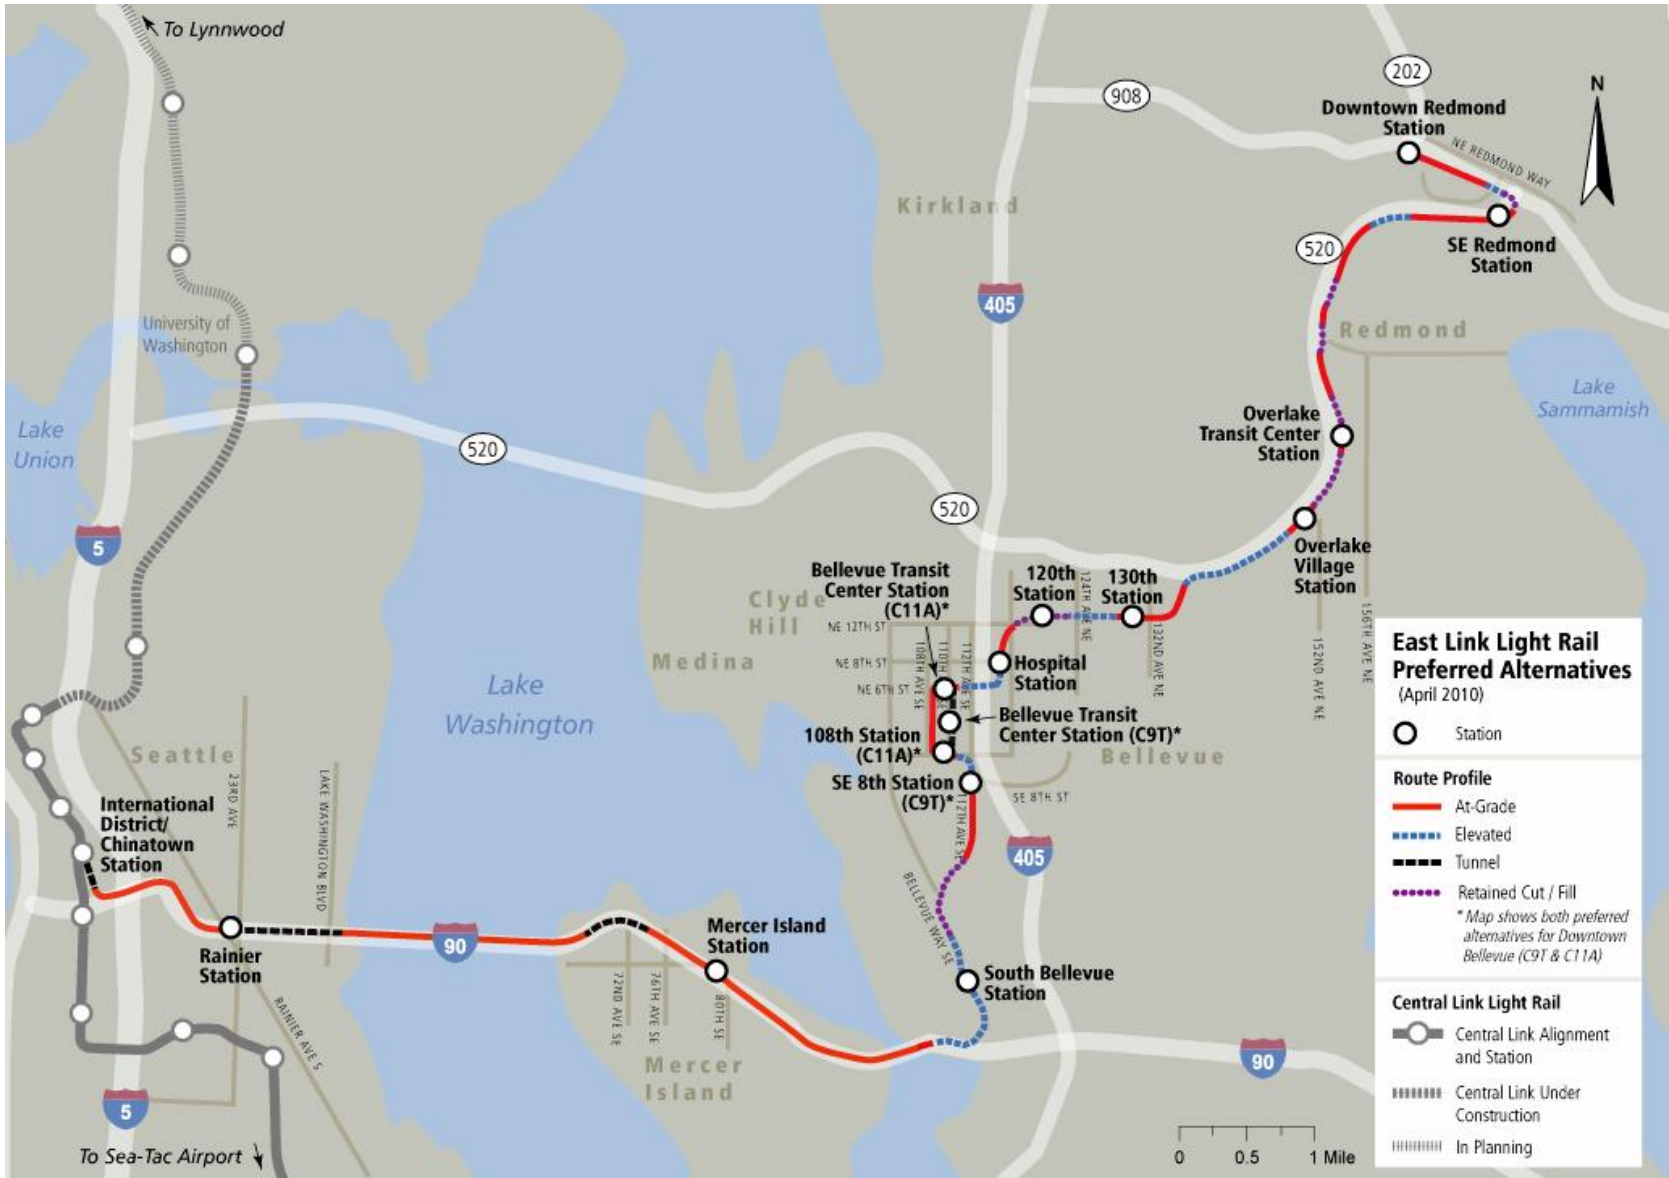 To Lynnwood
202
908
Downtown Redmond
Station
N
NE REDMOND WAY
Kirkland
SE Redmond
Station
520
405
University of
Washington
Redmond
Lake
Sammamish
Lake
Union
520
Overlake
Transit Center
Station
520
5
Overlake
Village
Station
Bellevue Transit
Center Station
(C11A)*
120th
Station
130th
Station
124TH AVE NE
132ND AVE NE
152ND AVE NE
156TH AVE NE
Clyde
Hill
NE 12TH ST
Medina
NE 8TH ST
NE 6TH ST
108TH AVE SE
110TH
112TH AVE SE
Hospital
Station
Lake
Washington
Bellevue Transit
Center Station (C9T)*
108th Station
(C11A)*
Bellevue
SE 8th Station
(C9T)*
SE 8TH ST
112TH AVE SE
405
Seattle
23RD AVE
LAKE WASHINGTON BLVD
International
District/
Chinatown
Station
BELLEVUE WAY SE
Rainier
Station
90
Mercer Island
Station
South Bellevue
Station
72ND AVE SE
76TH AVE SE
80TH SE
RAINIER AVE S
Mercer
Island
90
5
To Sea-Tac Airport
0 0.5 1 Mile
East Link Light Rail
Preferred Alternatives
(April 2010)
Station
Route Profile
At-Grade
Elevated
Tunnel
Retained Cut / Fill
* Map shows both preferred
alternatives for Downtown
Bellevue (C9T & C11A)
Central Link Light Rail
Central Link Alignment
and Station
Central Link Under
Construction
In Planning